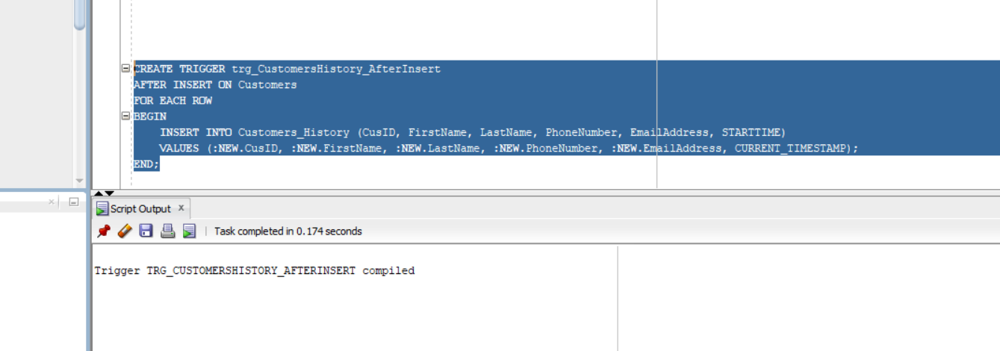 CREATE TRIGGER trg_CustomersHistory_AfterInsert
AFTER INSERT ON Customers
FOR EACH ROW
BEGIN
INSERT INTO Customers_History (CusID, FirstName, LastName, PhoneNumber, EmailAddress, STARTTIME)
VALUES (:NEW.CusID, :NEW.FirstName, :NEW.LastName, :NEW.PhoneNumber, :NEW.EmailAddress, CURRENT_TIMESTAMP);
END;
Script Output x
Task completed in 0.174 seconds
Trigger TRG_CUSTOMERSHISTORY_AFTERINSERT compiled